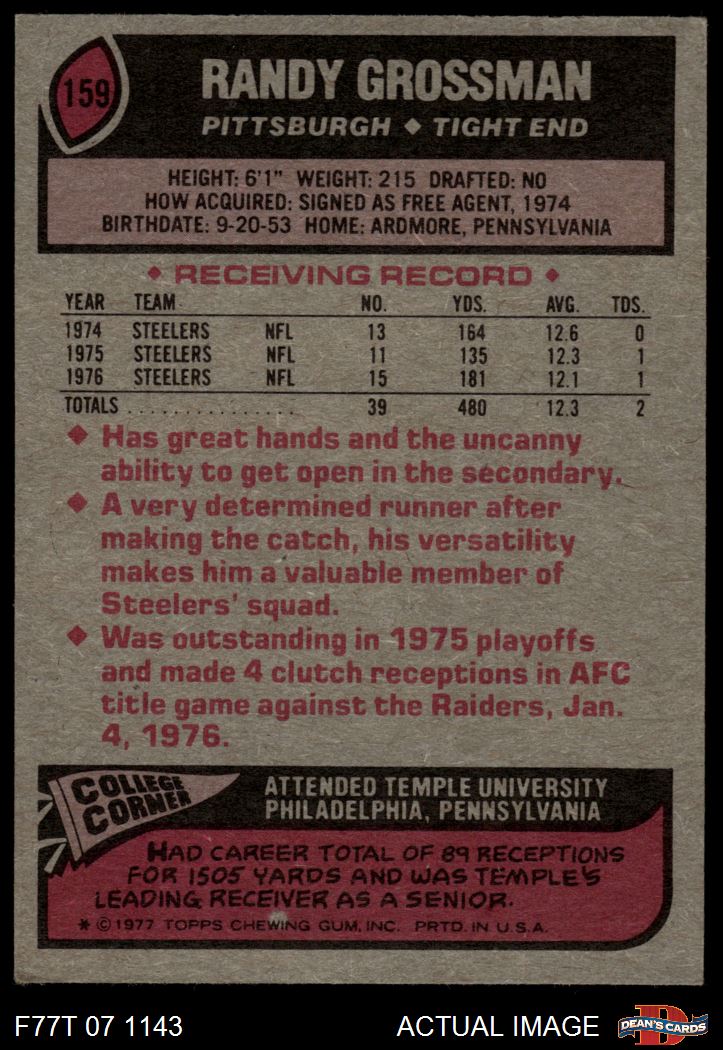 159
RANDY GROSSMAN
PITTSBURGH ◆ TIGHT END
HEIGHT: 6'1" WEIGHT: 215 DRAFTED: NO
HOW ACQUIRED: SIGNED AS FREE AGENT, 1974
BIRTHDATE: 9-20-53 HOME: ARDMORE, PENNSYLVANIA
◆ RECEIVING RECORD ◆
YEAR TEAM NO. YDS. AVG. TDS.
1974 STEELERS NFL 13 164 12.6 0
1975 STEELERS NFL 11 135 12.3 1
1976 STEELERS NFL 15 181 12.1 1
TOTALS . . . . . . . . . . . . . . . 39 480 12.3 2
◆ Has great hands and the uncanny
ability to get open in the secondary.
◆ A very determined runner after
making the catch, his versatility
makes him a valuable member of
Steelers' squad.
◆ Was outstanding in 1975 playoffs
and made 4 clutch receptions in AFC
title game against the Raiders, Jan.
4, 1976.
COLLEGE
CORNER
ATTENDED TEMPLE UNIVERSITY
PHILADELPHIA, PENNSYLVANIA
HAD CAREER TOTAL OF 89 RECEPTIONS
FOR 1505 YARDS AND WAS TEMPLE'S
LEADING RECEIVER AS A SENIOR.
* © 1977 TOPPS CHEWING GUM, INC. PRTD. IN U.S.A.
F77T 07 1143
ACTUAL IMAGE
D
DEAN'S CARDS